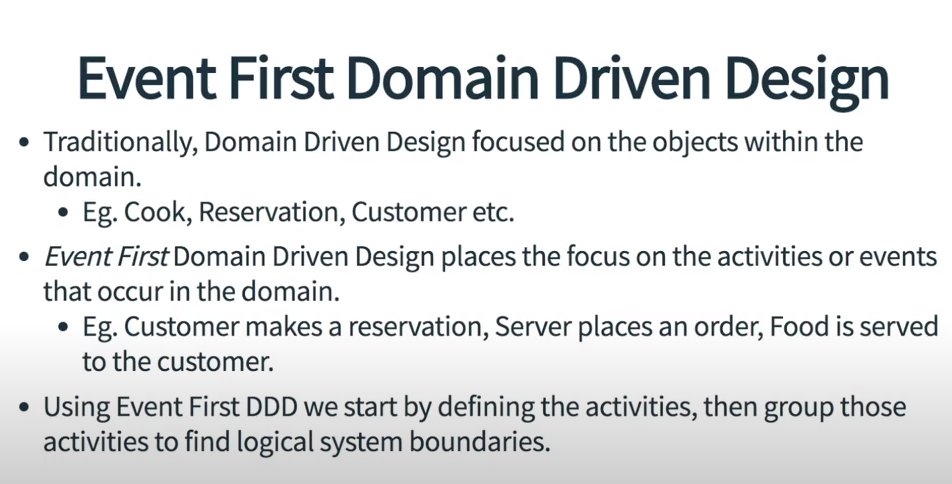 Event First Domain Driven Design
• Traditionally, Domain Driven Design focused on the objects within the
domain.
• Eg. Cook, Reservation, Customer etc.
• Event First Domain Driven Design places the focus on the activities or events
that occur in the domain.
• Eg. Customer makes a reservation, Server places an order, Food is served
to the customer.
• Using Event First DDD we start by defining the activities, then group those
activities to find logical system boundaries.